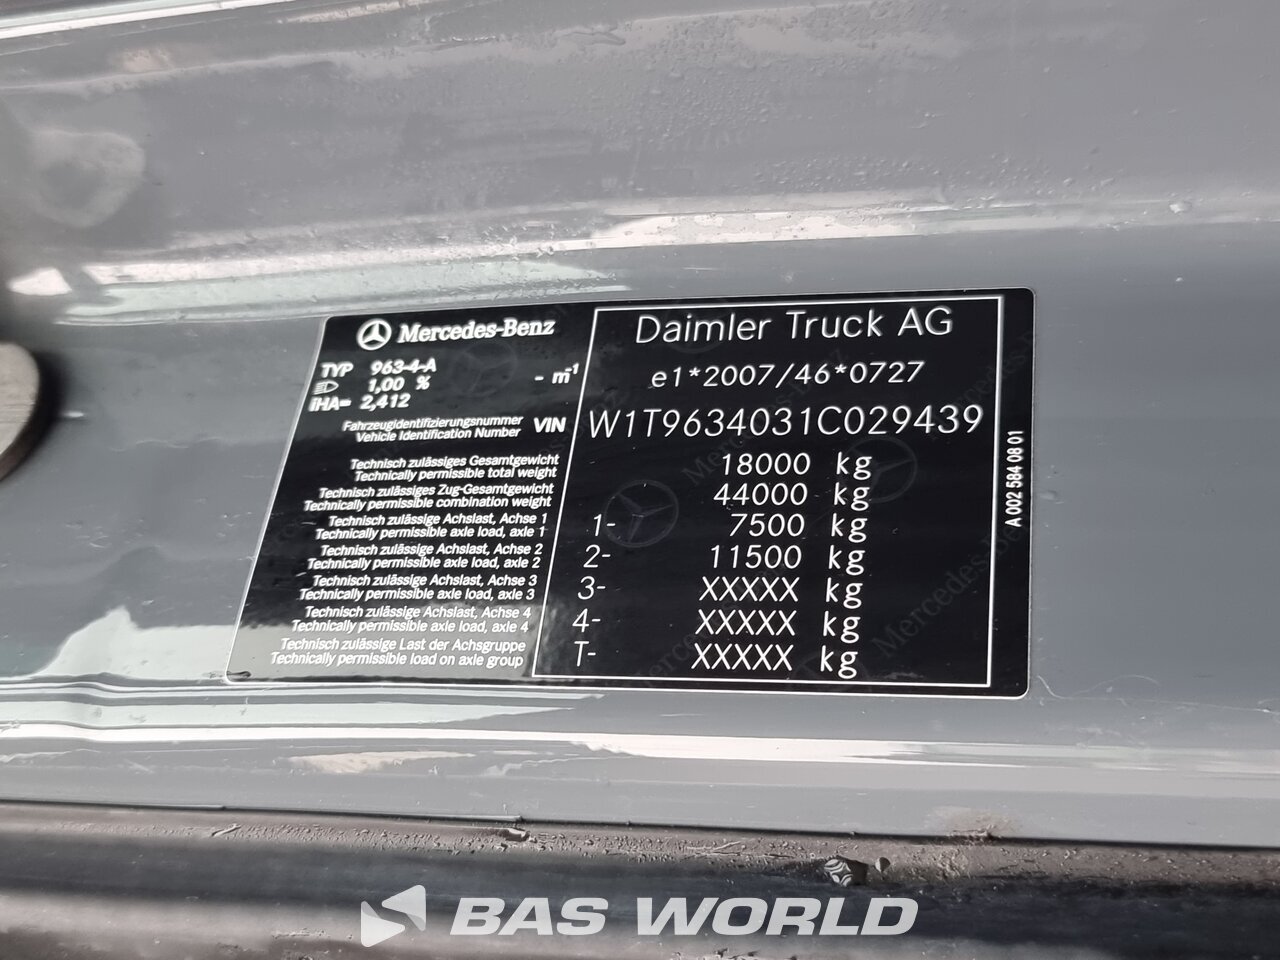 Mercedes-Benz
TYP 963-4-A
1,00 % - m⁻¹
iHA= 2,412
Daimler Truck AG
e1*2007/46*0727
Fahrzeugidentifizierungsnummer
Vehicle Identification Number
VIN W1T9634031C029439
Technisch zulässiges Gesamtgewicht
Technically permissible total weight
18000 kg
Technisch zulässiges Zug-Gesamtgewicht
Technically permissible combination weight
44000 kg
Technisch zulässige Achslast, Achse 1
Technically permissible axle load, axle 1
1- 7500 kg
Technisch zulässige Achslast, Achse 2
Technically permissible axle load, axle 2
2- 11500 kg
Technisch zulässige Achslast, Achse 3
Technically permissible axle load, axle 3
3- XXXXX kg
Technisch zulässige Achslast, Achse 4
Technically permissible axle load, axle 4
4- XXXXX kg
Technisch zulässige Last der Achsgruppe
Technically permissible load on axle group
T- XXXXX kg
A 002 584 08 01
BAS WORLD